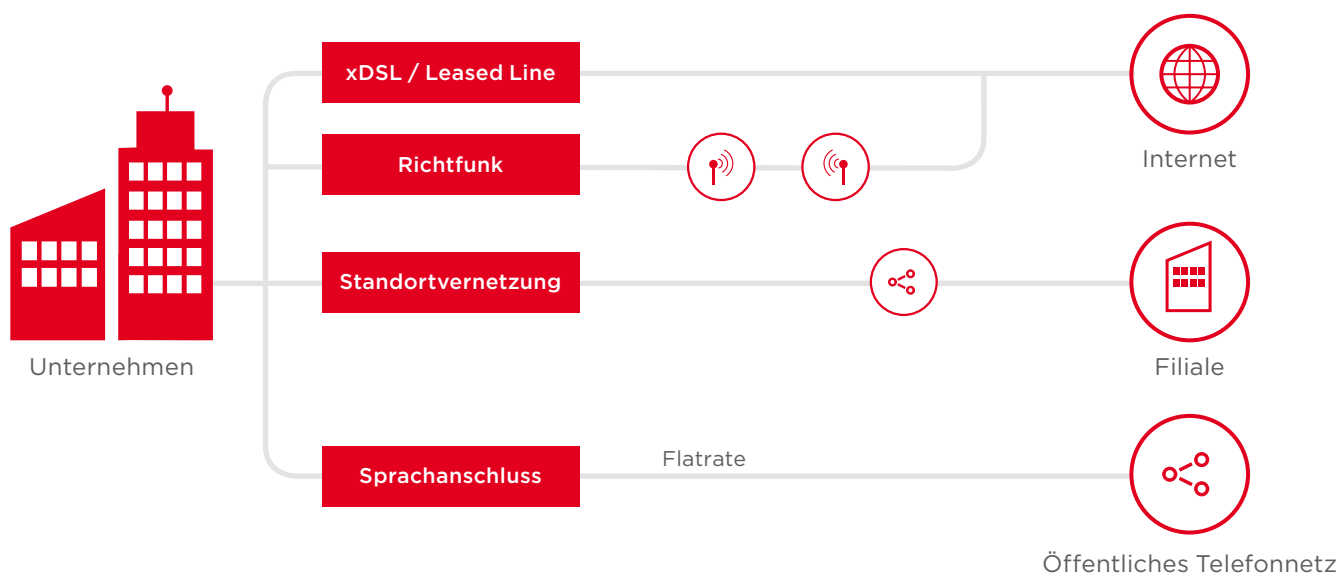 xDSL / Leased Line
Richtfunk
Internet
Standortvernetzung
Unternehmen
Filiale
Flatrate
Sprachanschluss
Öffentliches Telefonnetz